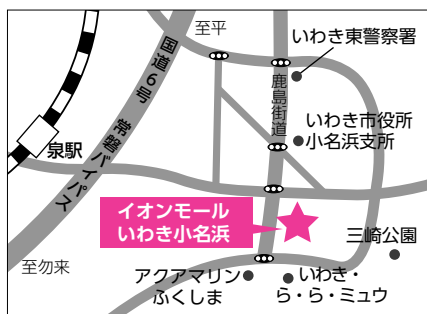 至平
いわき東警察署
国道6号 常磐バイパス
鹿島街道
いわき市役所
小名浜支所
泉駅
イオンモール
いわき小名浜
三崎公園
至勿来
アクアマリン
ふくしま
いわき・
ら・ら・ミュウ